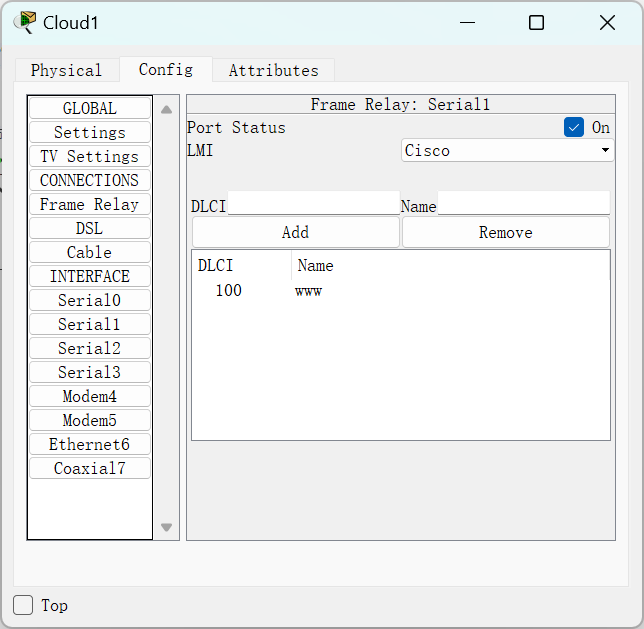 Cloud1
Physical Config Attributes
GLOBAL
Settings
TV Settings
CONNECTIONS
Frame Relay
DSL
Cable
INTERFACE
Serial0
Serial1
Serial2
Serial3
Modem4
Modem5
Ethernet6
Coaxial7
Frame Relay: Serial1
Port Status On
LMI Cisco
DLCI Name
Add Remove
DLCI Name
100 www
Top